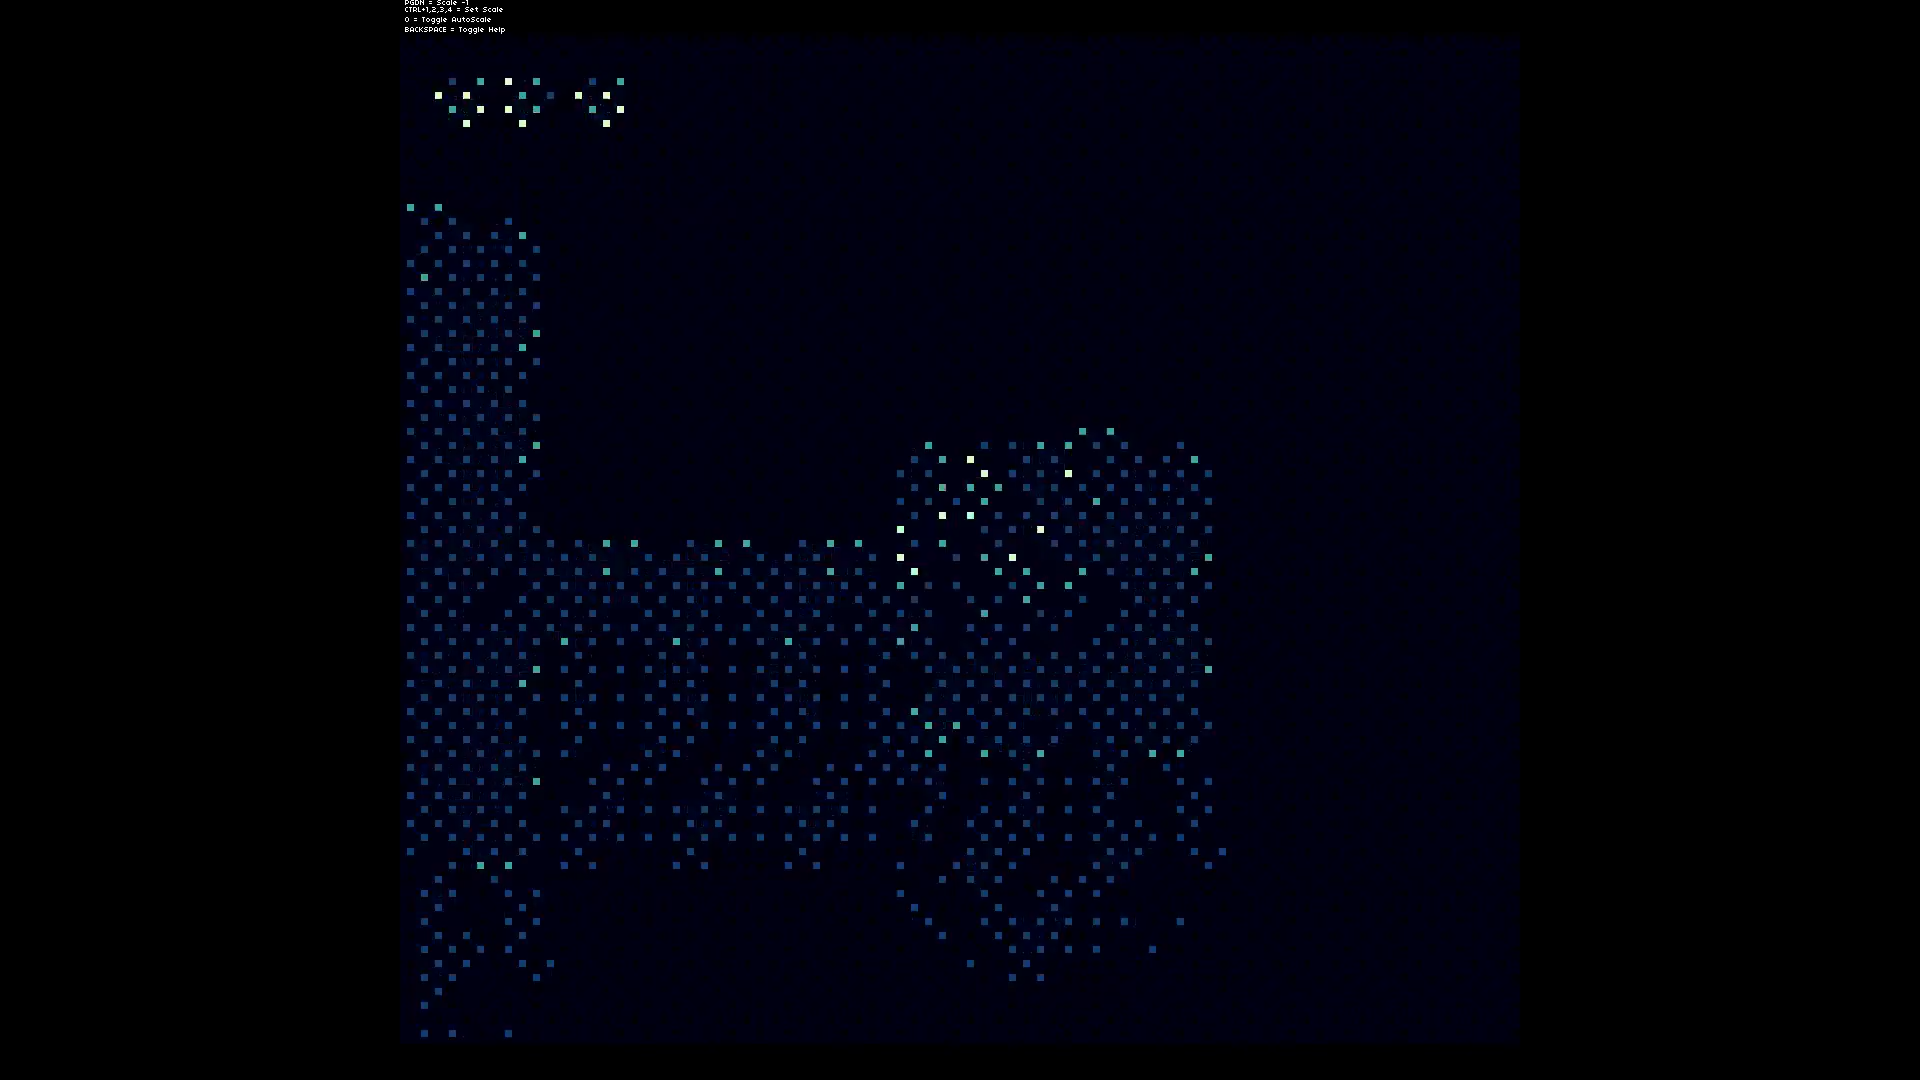 PGDN = Scale -1
CTRL+1,2,3,4 = Set Scale
0 = Toggle AutoScale
BACKSPACE = Toggle Help